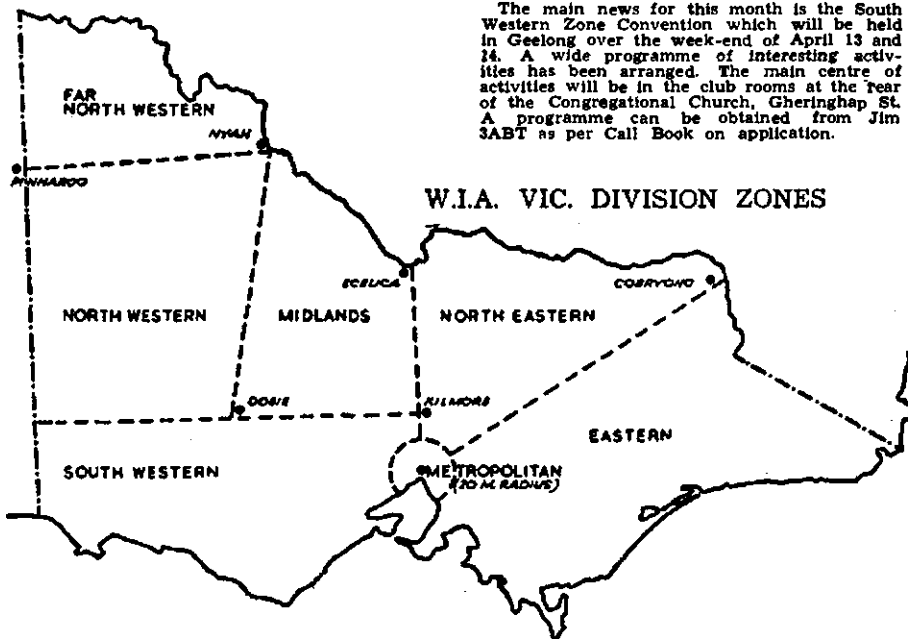 The main news for this month is the South
Western Zone Convention which will be held
in Geelong over the week-end of April 13 and
14. A wide programme of interesting activ-
ities has been arranged. The main centre of
activities will be in the club rooms at the rear
of the Congregational Church, Gheringhap St.
A programme can be obtained from Jim
3ABT as per Call Book on application.
W.I.A. VIC. DIVISION ZONES
FAR
NORTH WESTERN
NYAH
PINNAROO
ECHUCA
CORRYONG
NORTH WESTERN
MIDLANDS
NORTH EASTERN
DOBIE
KILMORE
EASTERN
SOUTH WESTERN
METROPOLITAN
(20 M. RADIUS)